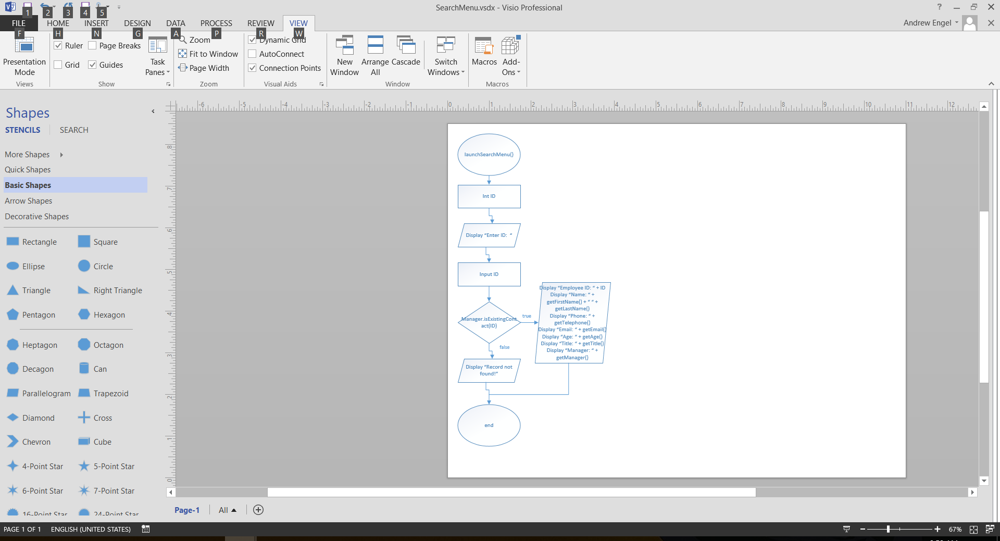 SearchMenu.vsdx - Visio Professional
1 2 3 4 5
FILE HOME INSERT DESIGN DATA PROCESS REVIEW VIEW
Andrew Engel
F H N G A P R W
Presentation Mode
Views
Ruler
Page Breaks
Grid
Guides
Task Panes
Show
Zoom
Fit to Window
Page Width
Zoom
Dynamic Grid
AutoConnect
Connection Points
Visual Aids
New Window
Arrange All
Cascade
Switch Windows
Window
Macros
Add-Ons
Macros
Shapes
STENCILS
SEARCH
More Shapes
Quick Shapes
Basic Shapes
Arrow Shapes
Decorative Shapes
Rectangle
Square
Ellipse
Circle
Triangle
Right Triangle
Pentagon
Hexagon
Heptagon
Octagon
Decagon
Can
Parallelogram
Trapezoid
Diamond
Cross
Chevron
Cube
4-Point Star
5-Point Star
6-Point Star
7-Point Star
16-Point Star
24-Point Star
-6 -5 -4 -3 -2 -1 0 1 2 3 4 5 6 7 8 9 10 11 12
8
7
6
5
4
3
2
1
0
launchSearchMenu()
Int ID
Display “Enter ID:  “
Input ID
Manager.isExistingCont
act(ID)
true
false
Display “Employee ID: “ + ID
Display “Name: “ +
getFirstName() + “ “ +
getLastName()
Display “Phone: “ +
getTelephone()
Display “Email: “ + getEmail()
Display “Age: “ + getAge()
Display “Title: “ + getTitle()
Display “Manager: “ +
getManager()
Display “Record not
found!”
end
Page-1
All
PAGE 1 OF 1
ENGLISH (UNITED STATES)
67%